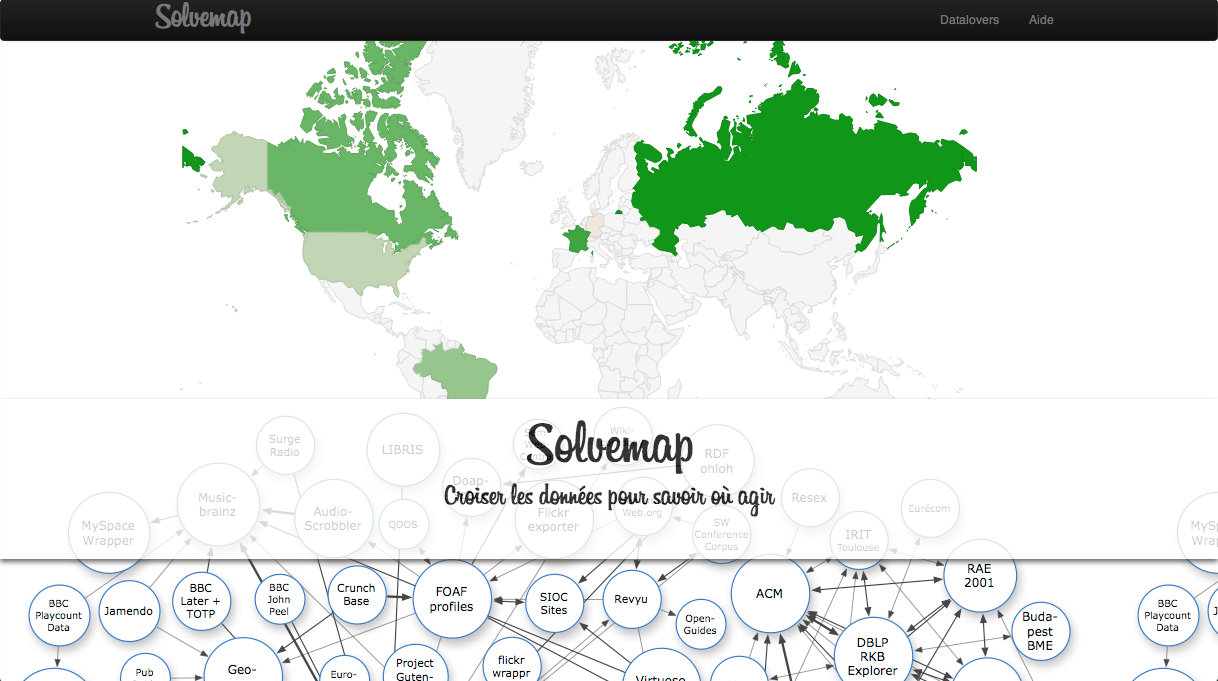 Solvemap
Datalovers
Aide
Surge
Radio
LIBRIS
Solvemap
RDF
ohloh
Doap-
Croiser les données pour savoir où agir
Music-
brainz
Audio-
Scrobbler
MySpace
Wrapper
QDOS
Flickr
exporter
Web.org
Resex
Eurécom
SW
Conference
Corpus
IRIT
Toulouse
RAE
2001
BBC
Playcount
Data
Jamendo
BBC
Later +
TOTP
BBC
John
Peel
Crunch
Base
FOAF
profiles
SIOC
Sites
Revyu
Open-
Guides
ACM
DBLP
RKB
Explorer
Buda-
pest
BME
BBC
Playcount
Data
Pub
Geo-
Euro-
Project
Guten-
flickr
wrappr
Virtuoso